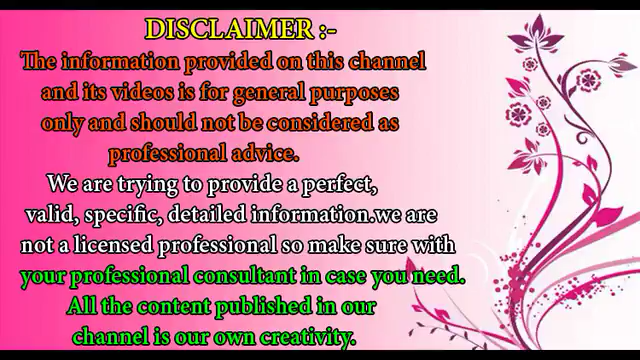 DISCLAIMER :-
The information provided on this channel
and its videos is for general purposes
only and should not be considered as
professional advice.
We are trying to provide a perfect,
valid, specific, detailed information.we are
not a licensed professional so make sure with
your professional consultant in case you need.
All the content published in our
channel is our own creativity.